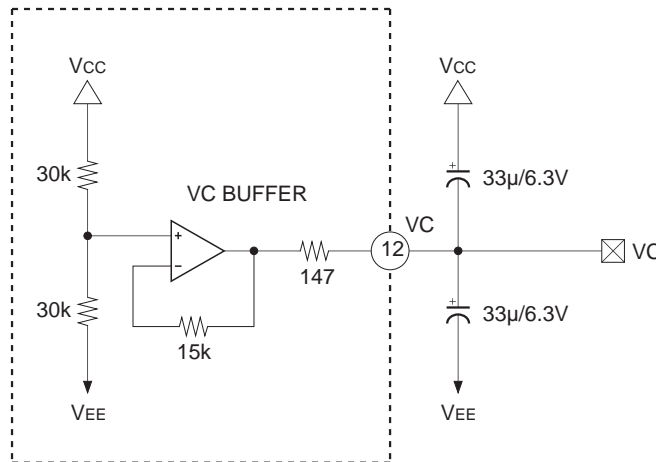 VCC
VCC
30k
33µ/6.3V
VC BUFFER
VC
+
−
12
VC
147
30k
33µ/6.3V
15k
VEE
VEE